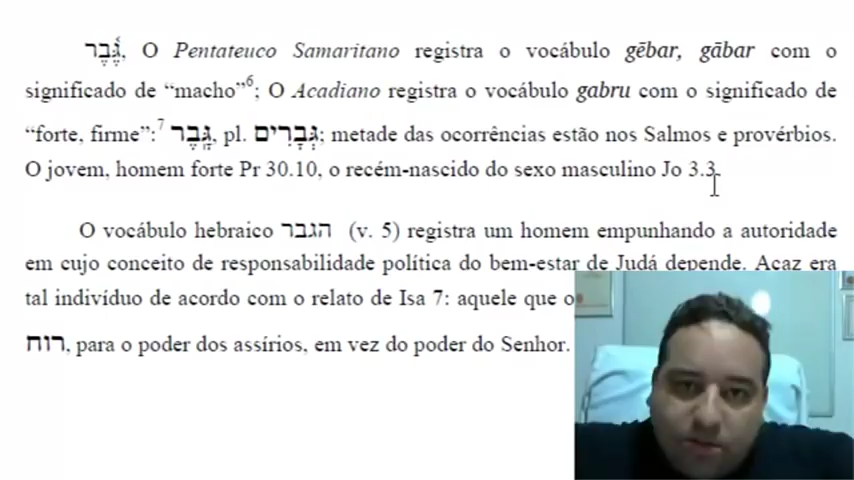 גֶּ֫בֶר, O Pentateuco Samaritano registra o vocábulo gēbar, gābar com o
significado de “macho”6; O Acadiano registra o vocábulo gabru com o significado de
“forte, firme”:7 גֶּבֶר, pl. גְּבָרִים; metade das ocorrências estão nos Salmos e provérbios.
O jovem, homem forte Pr 30.10, o recém-nascido do sexo masculino Jo 3.3.
O vocábulo hebraico הגבר (v. 5) registra um homem empunhando a autoridade
em cujo conceito de responsabilidade política do bem-estar de Judá depende. Acaz era
tal indivíduo de acordo com o relato de Isa 7: aquele que o
רוח, para o poder dos assírios, em vez do poder do Senhor.